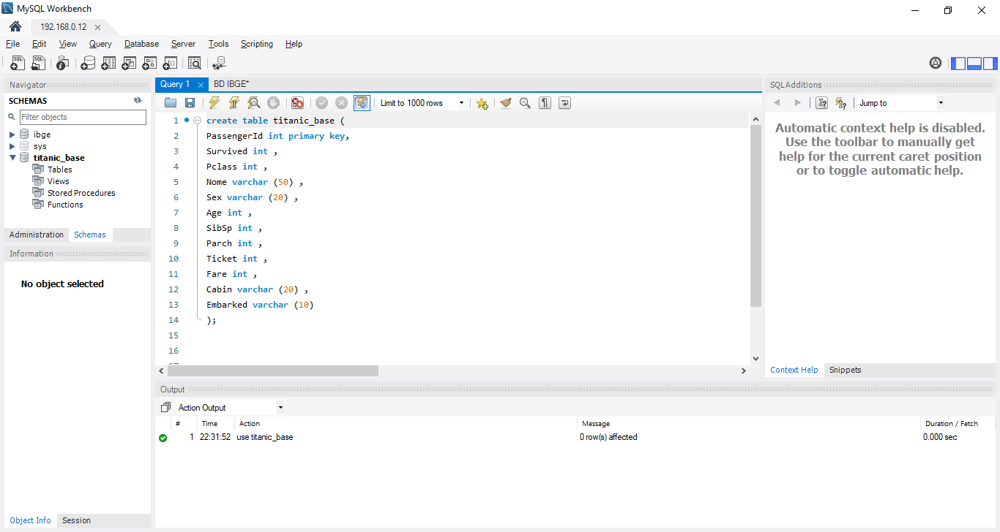 MySQL Workbench
192.168.0.12
File Edit View Query Database Server Tools Scripting Help
Navigator
SCHEMAS
Filter objects
ibge
sys
titanic_base
Tables
Views
Stored Procedures
Functions
Administration Schemas
Information
No object selected
Object Info Session
Query 1 BD IBGE*
Limit to 1000 rows
1 create table titanic_base (
2 PassengerId int primary key,
3 Survived int ,
4 Pclass int ,
5 Nome varchar (50) ,
6 Sex varchar (20) ,
7 Age int ,
8 SibSp int ,
9 Parch int ,
10 Ticket int ,
11 Fare int ,
12 Cabin varchar (20) ,
13 Embarked varchar (10)
14 );
15
16
SQLAdditions
Jump to
Automatic context help is disabled.
Use the toolbar to manually get
help for the current caret position
or to toggle automatic help.
Context Help Snippets
Output
Action Output
# Time Action Message Duration / Fetch
1 22:31:52 use titanic_base 0 row(s) affected 0.000 sec